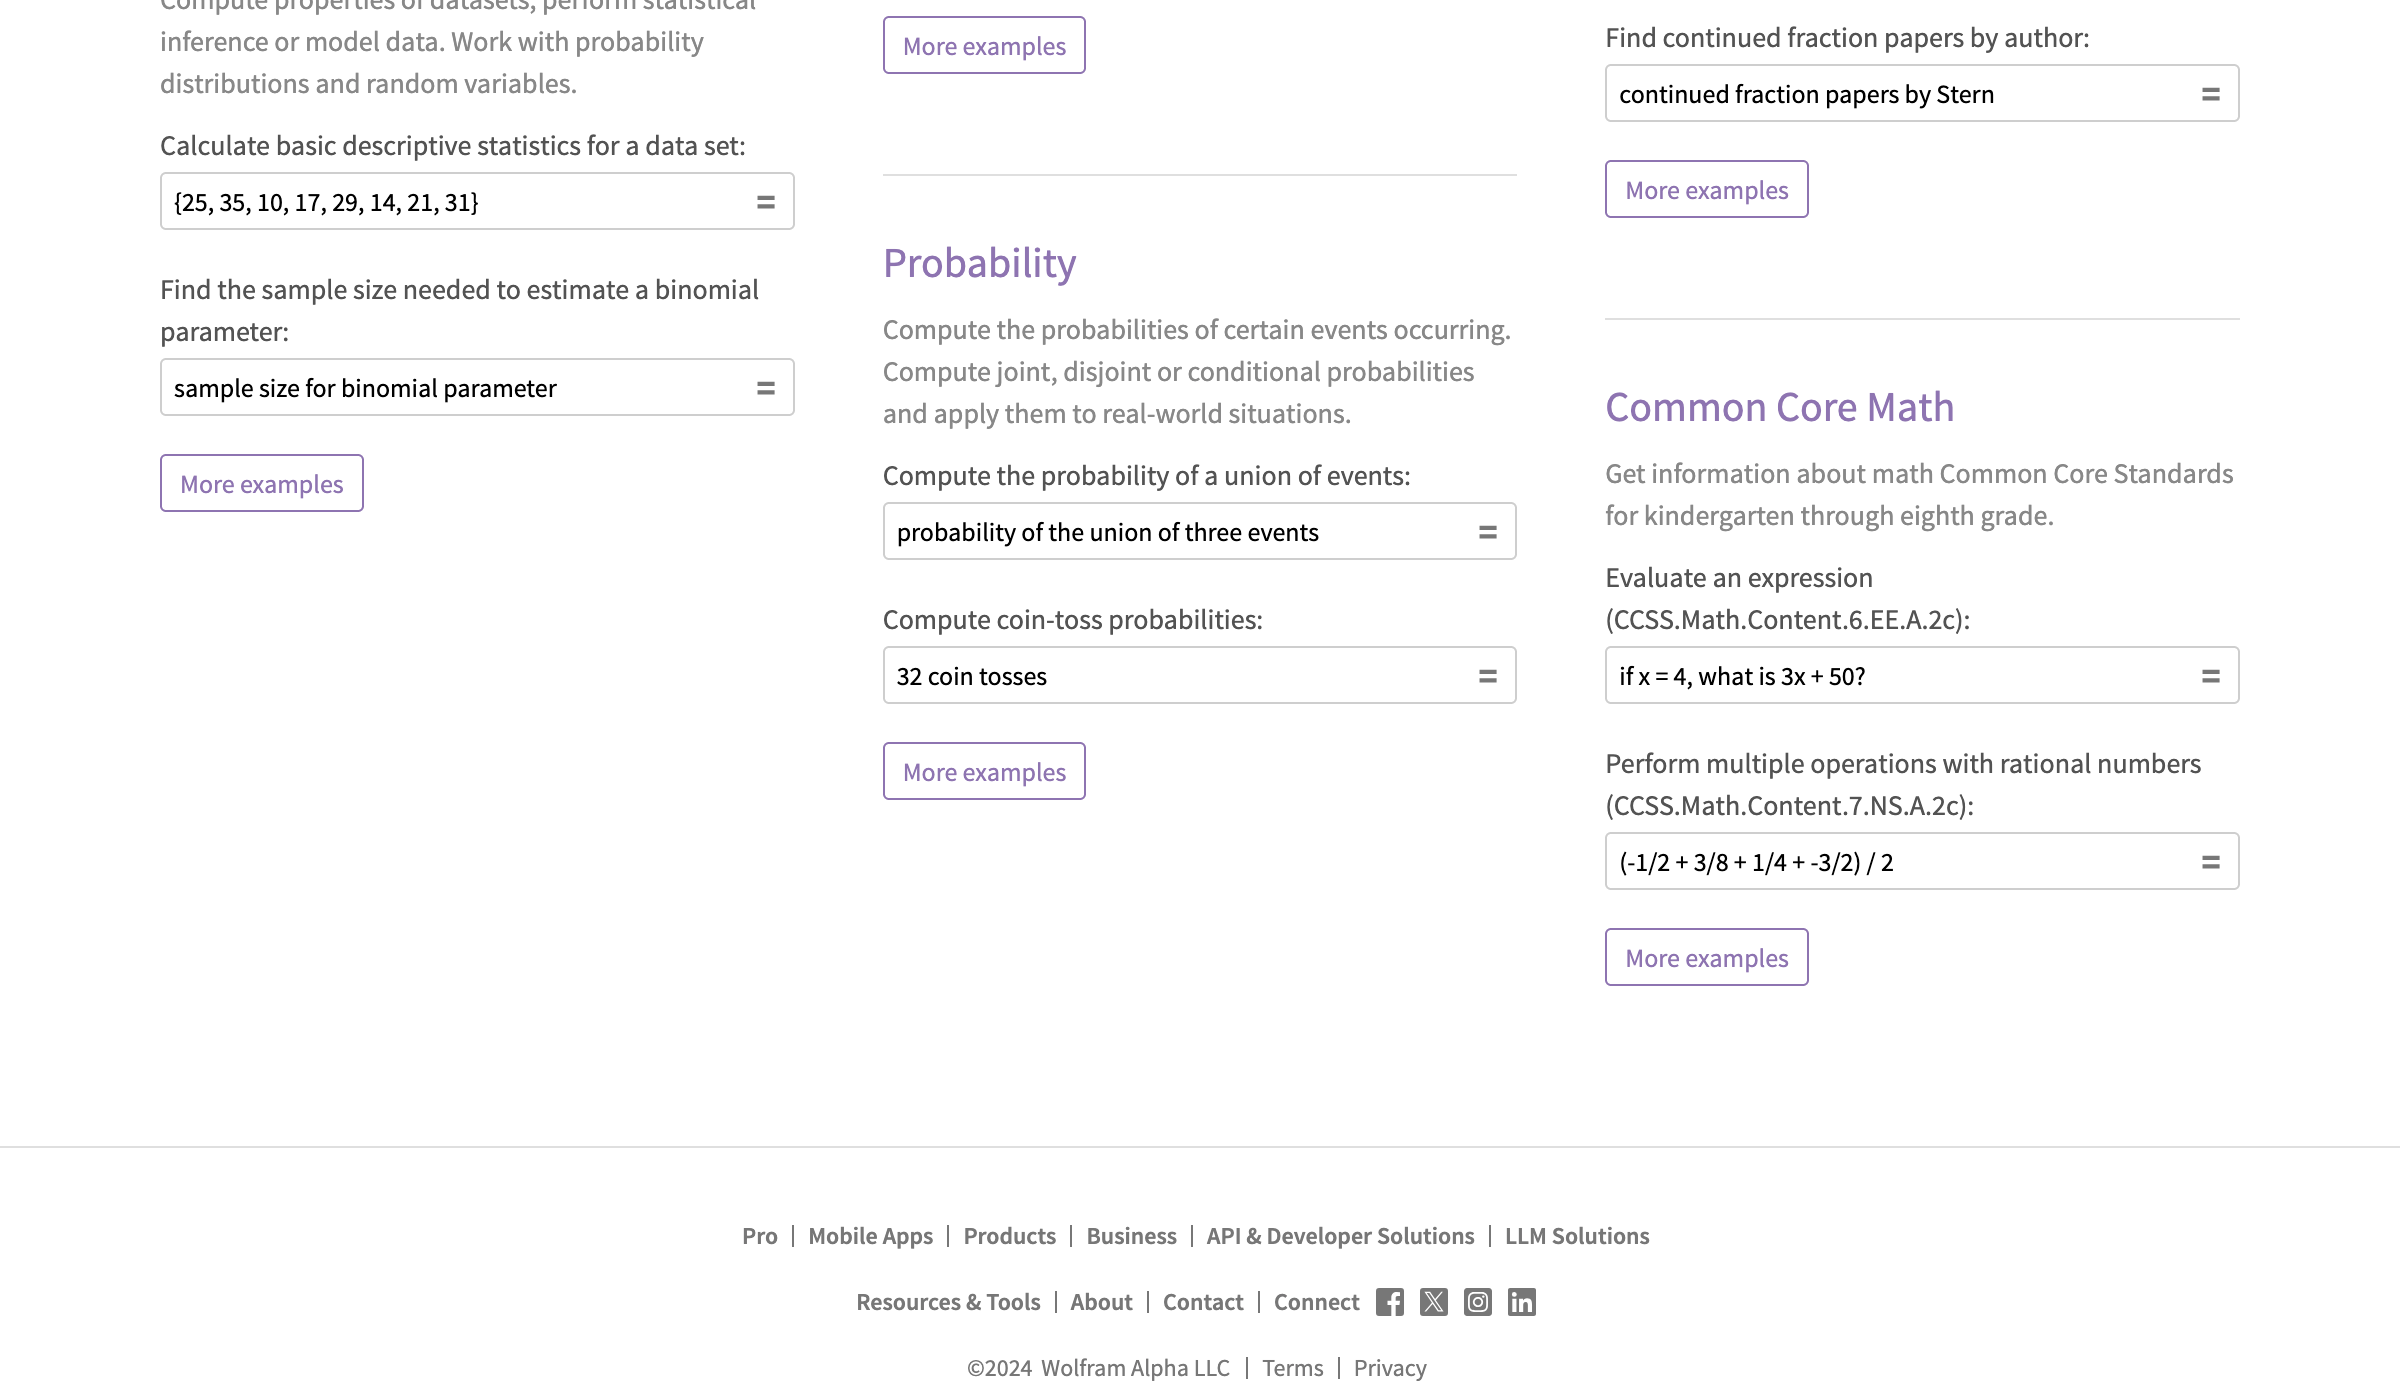 Compute properties of datasets, perform statistical
inference or model data. Work with probability
distributions and random variables.
Calculate basic descriptive statistics for a data set:
{25, 35, 10, 17, 29, 14, 21, 31}
Find the sample size needed to estimate a binomial
parameter:
sample size for binomial parameter
More examples
More examples
Probability
Compute the probabilities of certain events occurring.
Compute joint, disjoint or conditional probabilities
and apply them to real-world situations.
Compute the probability of a union of events:
probability of the union of three events
Compute coin-toss probabilities:
32 coin tosses
More examples
Find continued fraction papers by author:
continued fraction papers by Stern
More examples
Common Core Math
Get information about math Common Core Standards
for kindergarten through eighth grade.
Evaluate an expression
(CCSS.Math.Content.6.EE.A.2c):
if x = 4, what is 3x + 50?
Perform multiple operations with rational numbers
(CCSS.Math.Content.7.NS.A.2c):
(-1/2 + 3/8 + 1/4 + -3/2) / 2
More examples
Pro | Mobile Apps | Products | Business | API & Developer Solutions | LLM Solutions
Resources & Tools | About | Contact | Connect
©2024 Wolfram Alpha LLC | Terms | Privacy